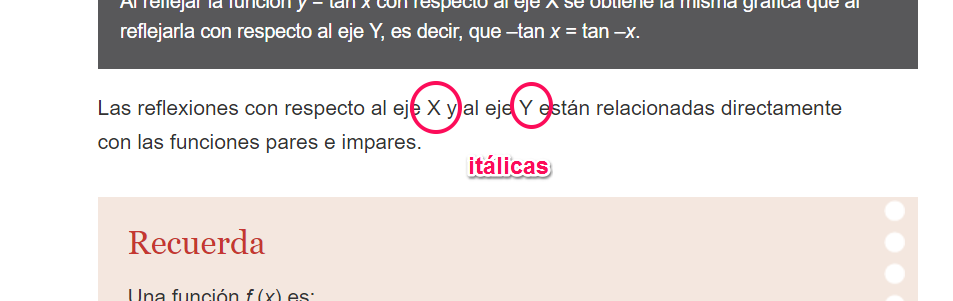 Al reflejar la función y = tan x con respecto al eje X se obtiene la misma gráfica que al
reflejarla con respecto al eje Y, es decir, que –tan x = tan –x.
Las reflexiones con respecto al eje X y al eje Y están relacionadas directamente
con las funciones pares e impares.
itálicas
Recuerda
Una función f (x) es: